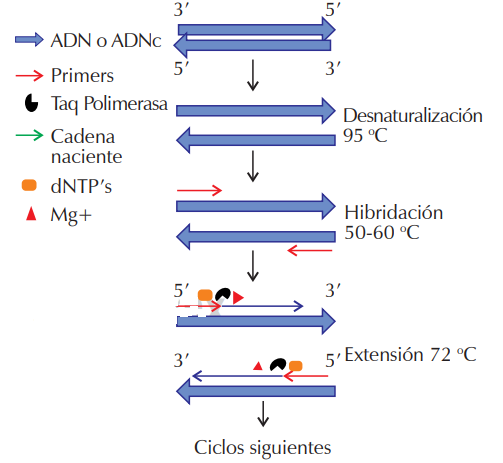 3′ 5′
ADN o ADNc
5′ 3′
Primers
Taq Polimerasa
Cadena
naciente
dNTP's
Mg+
Desnaturalización
95 ºC
Hibridación
50-60 ºC
5′ 3′
3′ 5′
Extensión 72 ºC
Ciclos siguientes